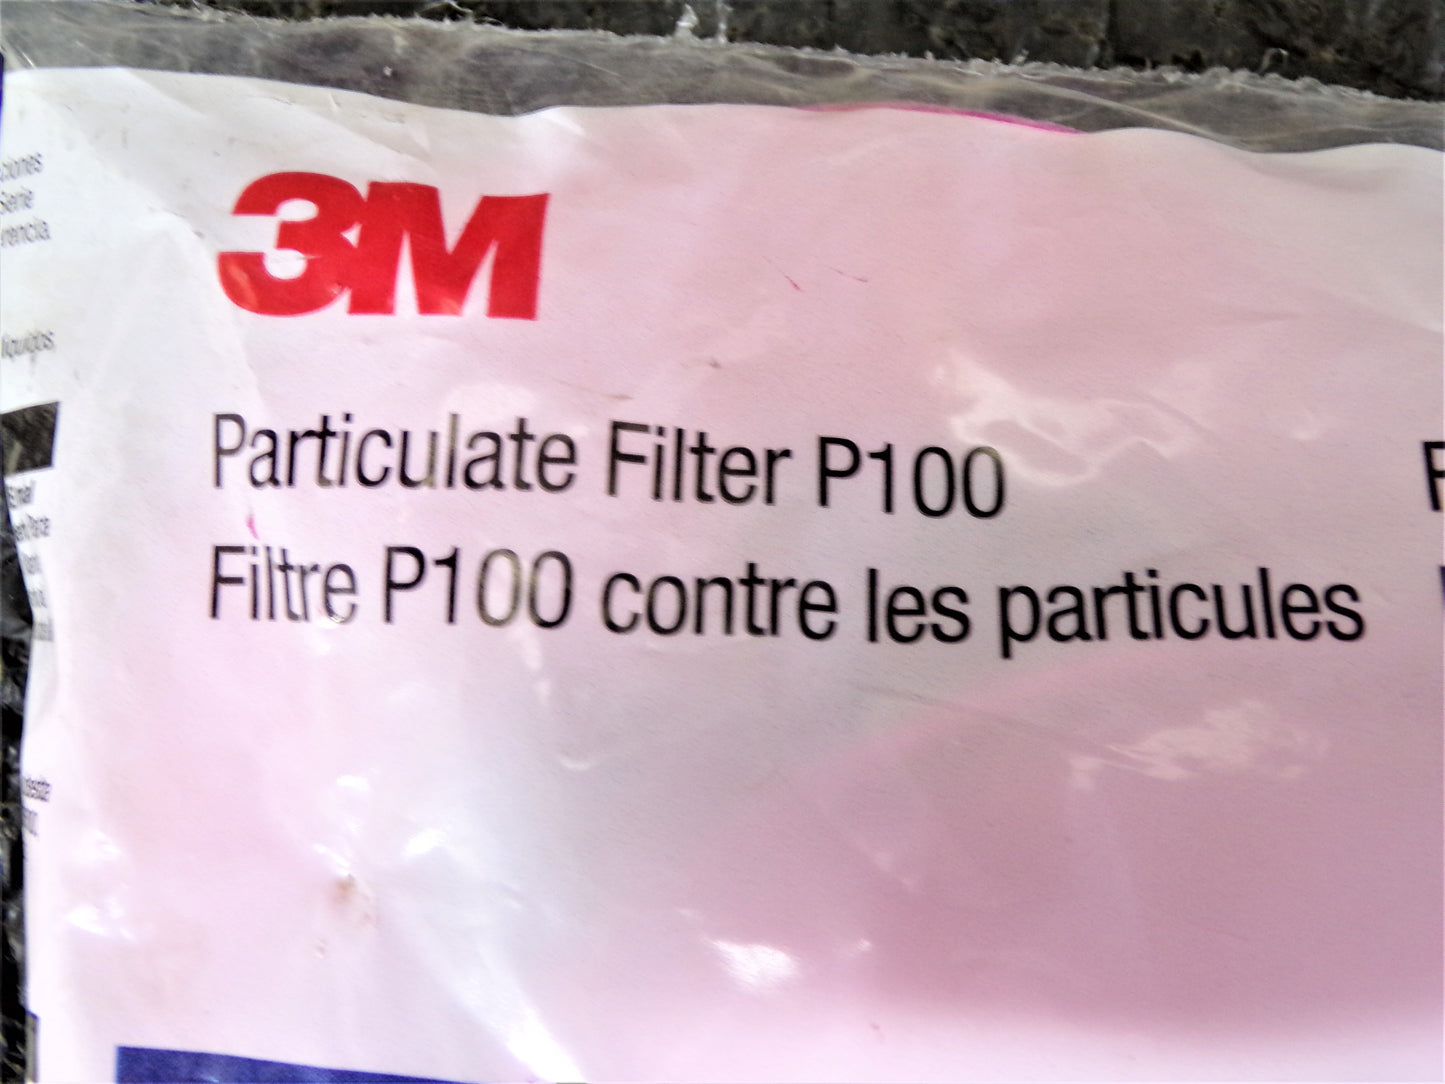 3M
Particulate Filter P100
Filtre P100 contre les particules